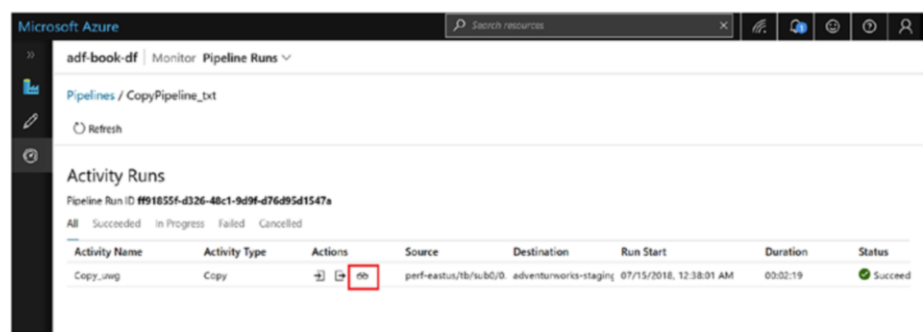 Microsoft Azure
Search resources
adf-book-df Monitor Pipeline Runs
Pipelines / CopyPipeline_txt
Refresh
Activity Runs
Pipeline Run ID ff91855f-d326-48c1-9d9f-d76d95d1547a
All Succeeded In Progress Failed Cancelled
Activity Name Activity Type Actions Source Destination Run Start Duration Status
Copy_uwg Copy perf-eastus/tb/sub0/0. adventurworks-staging 07/15/2018, 12:38:01 AM 00:02:19 Succeed